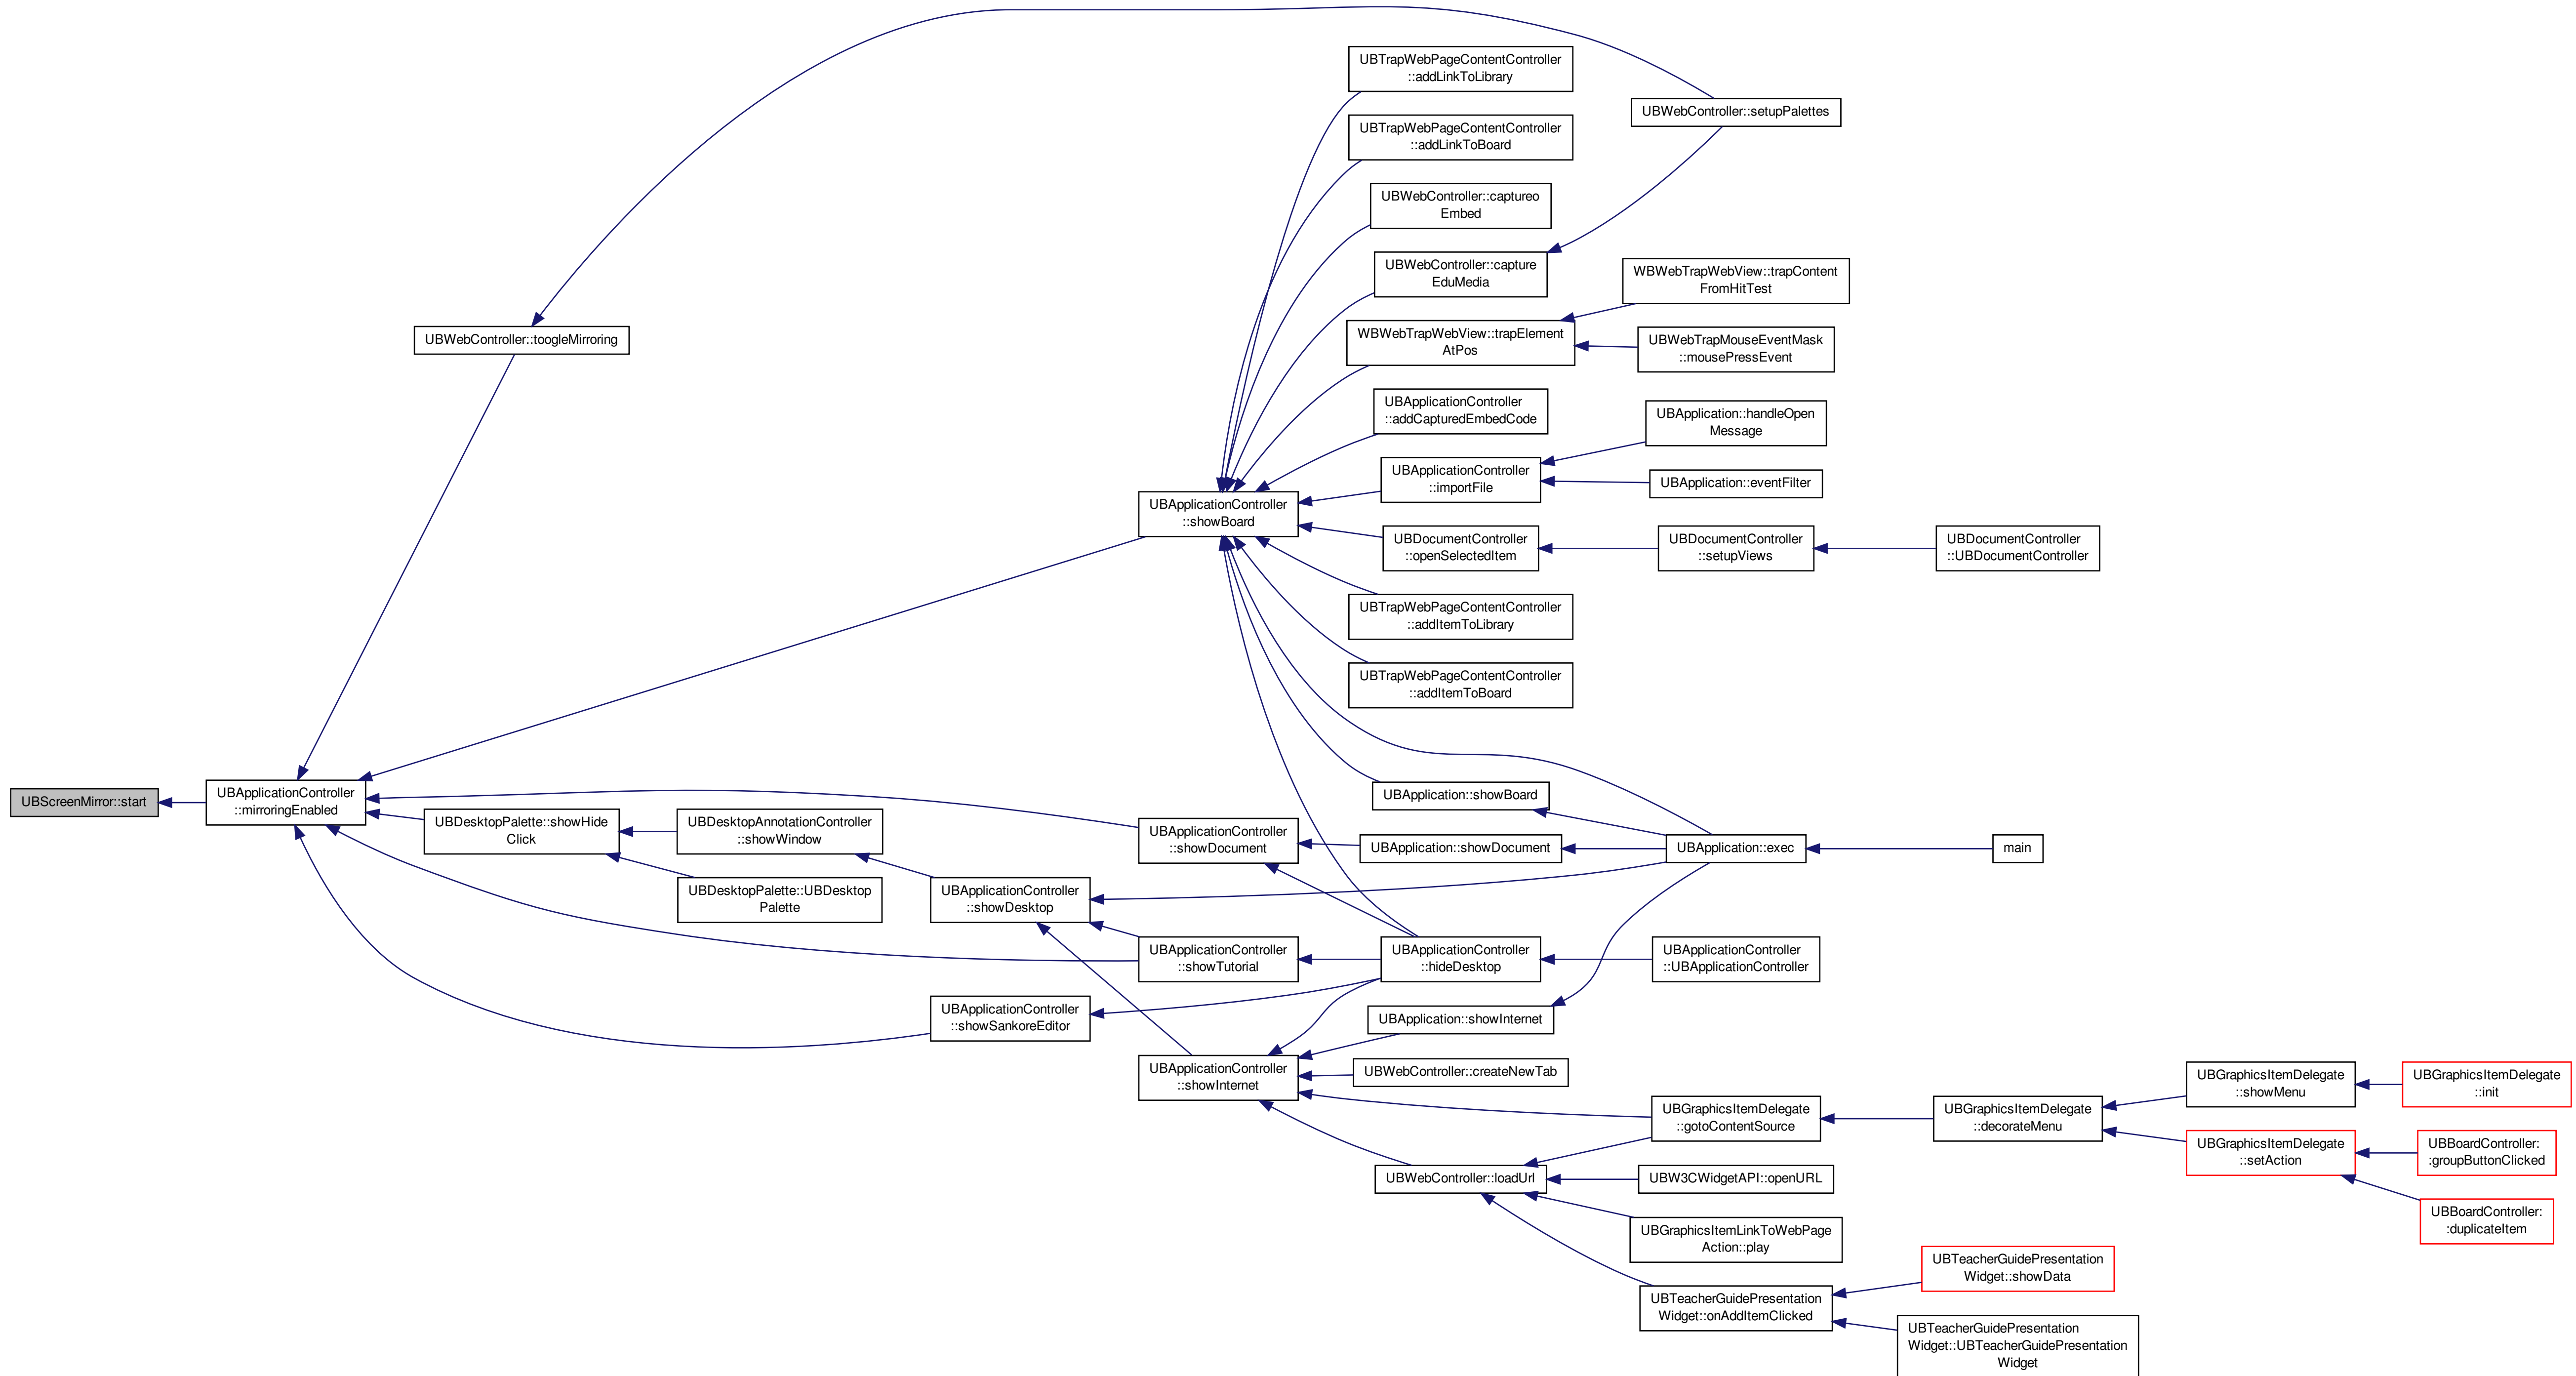 UBTrapWebPageContentController
::addLinkToLibrary
UBWebController::setupPalettes
UBTrapWebPageContentController
::addLinkToBoard
UBWebController::captureo
Embed
UBWebController::capture
EduMedia
WBWebTrapWebView::trapContent
FromHitTest
UBWebController::toogleMirroring
WBWebTrapWebView::trapElement
AtPos
UBWebTrapMouseEventMask
::mousePressEvent
UBApplicationController
::addCapturedEmbedCode
UBApplication::handleOpen
Message
UBApplicationController
::importFile
UBApplication::eventFilter
UBApplicationController
::showBoard
UBDocumentController
::openSelectedItem
UBDocumentController
::setupViews
UBDocumentController
::UBDocumentController
UBTrapWebPageContentController
::addItemToLibrary
UBTrapWebPageContentController
::addItemToBoard
UBScreenMirror::start
UBApplicationController
::mirroringEnabled
UBApplication::showBoard
UBDesktopPalette::showHide
Click
UBDesktopAnnotationController
::showWindow
UBApplicationController
::showDocument
UBApplication::showDocument
UBApplication::exec
main
UBDesktopPalette::UBDesktop
Palette
UBApplicationController
::showDesktop
UBApplicationController
::showTutorial
UBApplicationController
::hideDesktop
UBApplicationController
::UBApplicationController
UBApplicationController
::showSankoreEditor
UBApplication::showInternet
UBApplicationController
::showInternet
UBWebController::createNewTab
UBGraphicsItemDelegate
::gotoContentSource
UBGraphicsItemDelegate
::decorateMenu
UBGraphicsItemDelegate
::showMenu
UBGraphicsItemDelegate
::init
UBGraphicsItemDelegate
::setAction
UBBoardController:
:groupButtonClicked
UBWebController::loadUrl
UBW3CWidgetAPI::openURL
UBBoardController:
:duplicateItem
UBGraphicsItemLinkToWebPage
Action::play
UBTeacherGuidePresentation
Widget::showData
UBTeacherGuidePresentation
Widget::onAddItemClicked
UBTeacherGuidePresentation
Widget::UBTeacherGuidePresentation
Widget